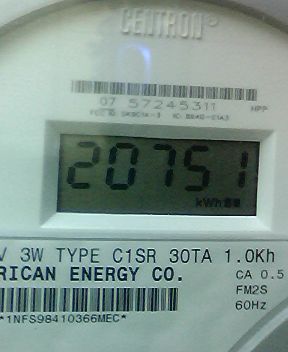 CENTRON®
07 57245311 HPP
20751
kWh
V 3W TYPE C1SR 30TA 1.0Kh
RICAN ENERGY CO. CA 0.5
FM2S
60Hz
*1NFS98410366MEC*